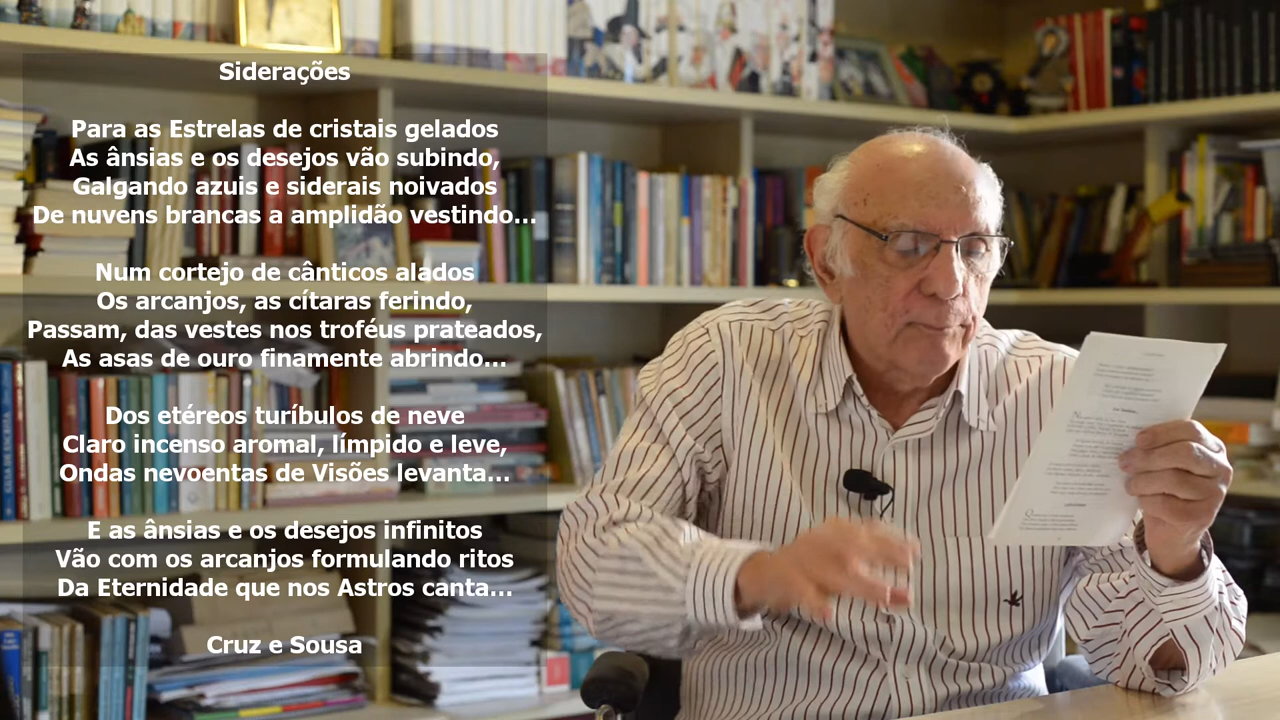 Siderações
Para as Estrelas de cristais gelados
As ânsias e os desejos vão subindo,
Galgando azuis e siderais noivados
De nuvens brancas a amplidão vestindo...
Num cortejo de cânticos alados
Os arcanjos, as cítaras ferindo,
Passam, das vestes nos troféus prateados,
As asas de ouro finamente abrindo...
Dos etéreos turíbulos de neve
Claro incenso aromal, límpido e leve,
Ondas nevoentas de Visões levanta...
E as ânsias e os desejos infinitos
Vão com os arcanjos formulando ritos
Da Eternidade que nos Astros canta...
Cruz e Sousa